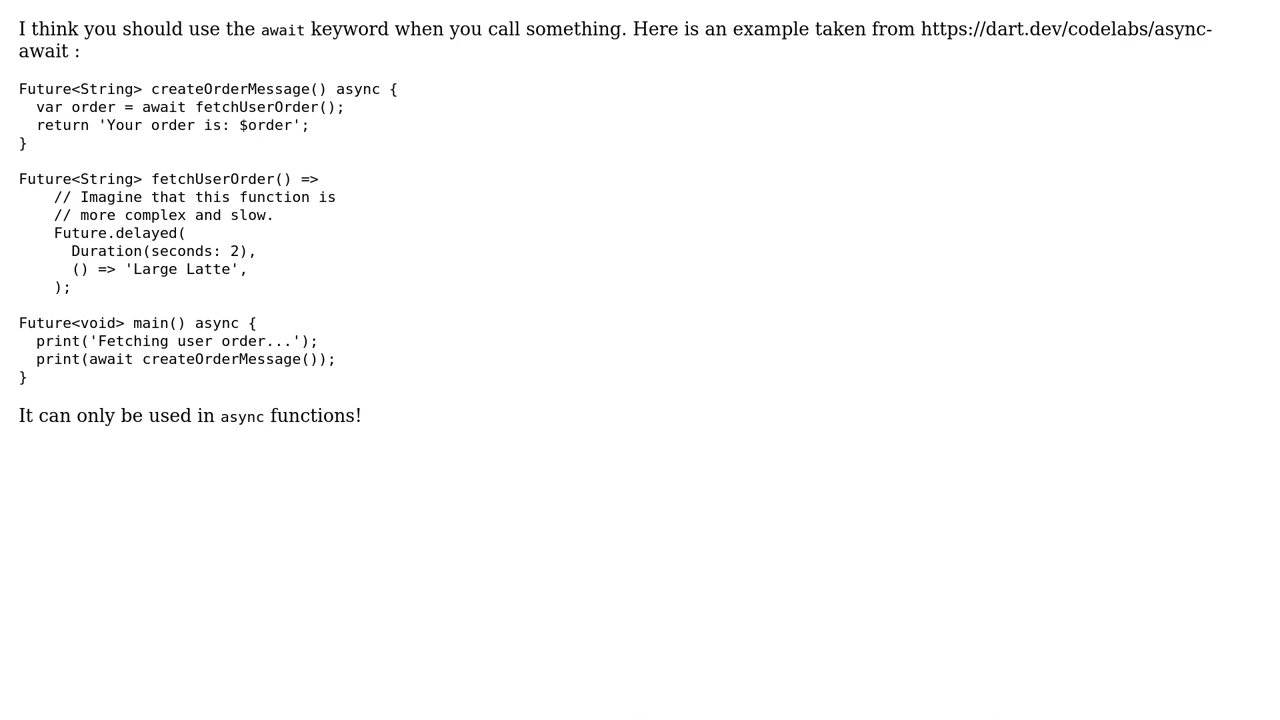 I think you should use the await keyword when you call something. Here is an example taken from https://dart.dev/codelabs/async-
await :
Future<String> createOrderMessage() async {
  var order = await fetchUserOrder();
  return 'Your order is: $order';
}
Future<String> fetchUserOrder() =>
    // Imagine that this function is
    // more complex and slow.
    Future.delayed(
      Duration(seconds: 2),
      () => 'Large Latte',
    );
Future<void> main() async {
  print('Fetching user order...');
  print(await createOrderMessage());
}
It can only be used in async functions!